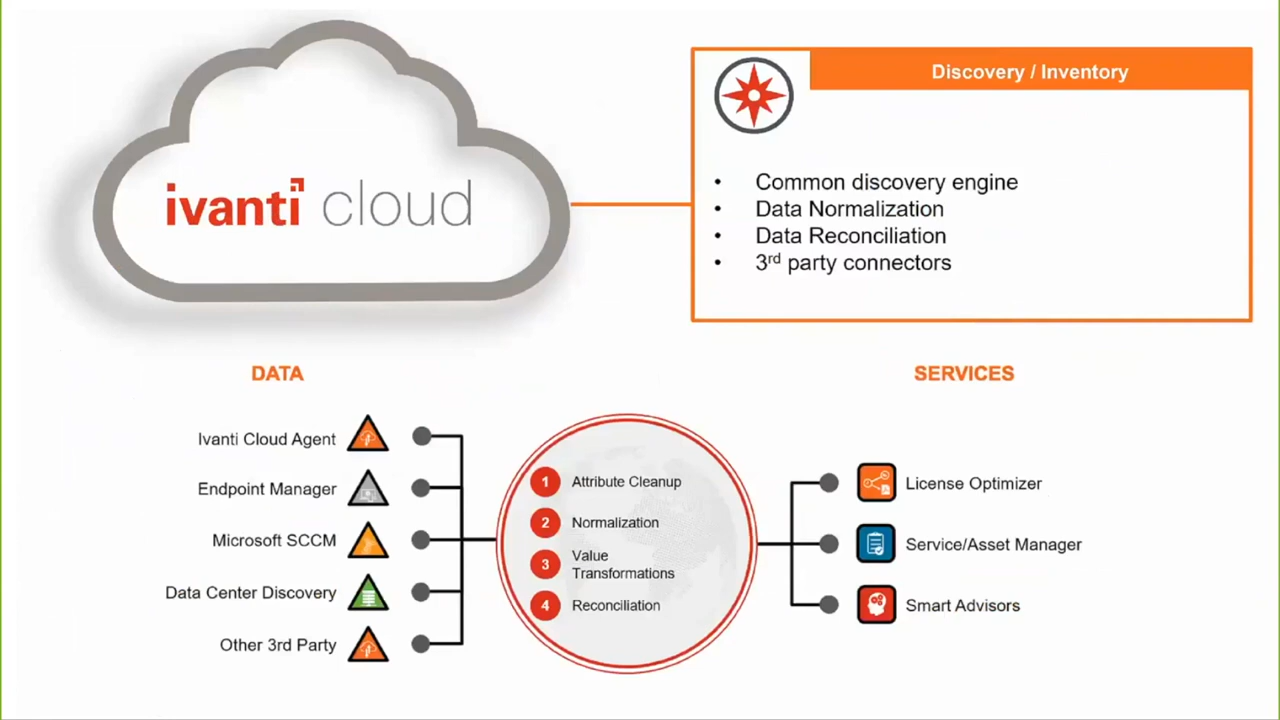 ivanti cloud
Discovery / Inventory
• Common discovery engine
• Data Normalization
• Data Reconciliation
• 3rd party connectors
DATA
SERVICES
Ivanti Cloud Agent
Endpoint Manager
Microsoft SCCM
Data Center Discovery
Other 3rd Party
1 Attribute Cleanup
2 Normalization
3 Value
Transformations
4 Reconciliation
License Optimizer
Service/Asset Manager
Smart Advisors